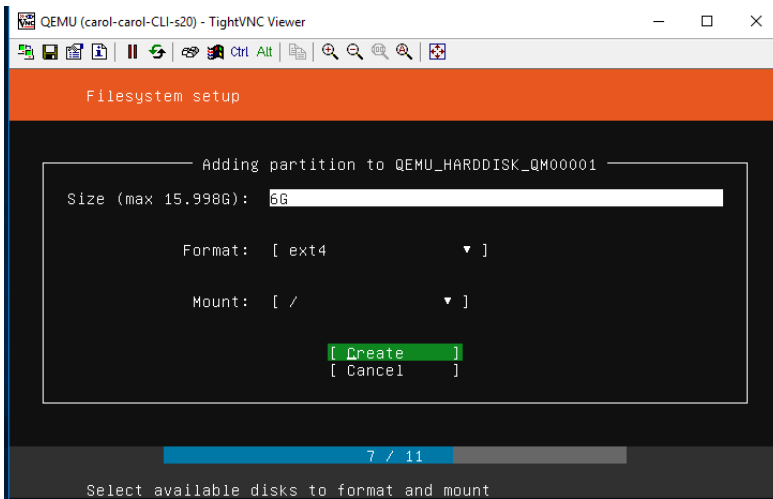 QEMU (carol-carol-CLI-s20) - TightVNC Viewer
Ctrl Alt
Filesystem setup
Adding partition to QEMU_HARDDISK_QM00001
Size (max 15.998G): 6G
Format: [ ext4 ▾ ]
Mount: [ / ▾ ]
[ Create ]
[ Cancel ]
7 / 11
Select available disks to format and mount